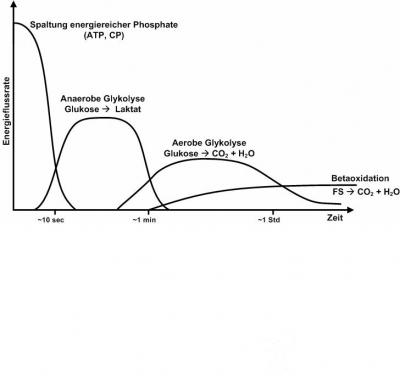 Spaltung energiereicher Phosphate
(ATP, CP)
Energieflussrate
Anaerobe Glykolyse
Glukose → Laktat
Aerobe Glykolyse
Glukose → CO₂ + H₂O
Betaoxidation
FS → CO₂ + H₂O
~10 sec
~1 min
~1 Std
Zeit